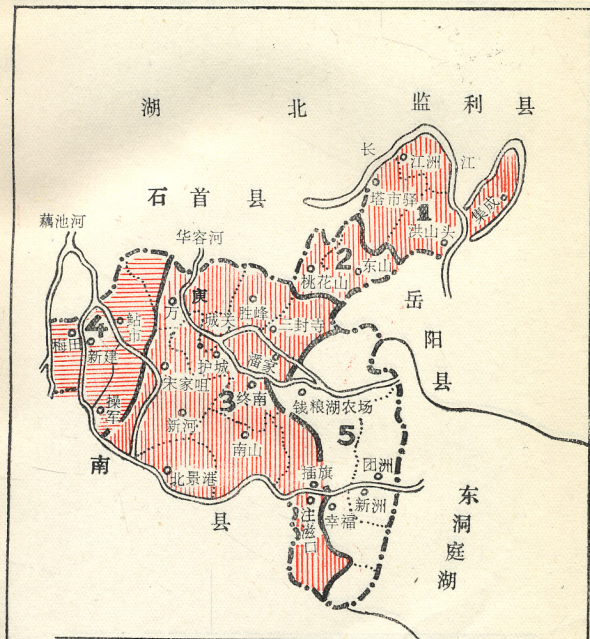 湖北
监利县
长
江
江洲
塔市驿
1
集成
洪山头
石首县
藕池河
华容河
2
东山
桃花山
岳阳县
万
庾
胜峰
城关
二封寺
4
鲇市
梅田
新建
护城
潘家
宋家咀
3
终南
钱粮湖农场
操军
新河
5
南山
团洲
南
县
北景港
插旗
新洲
注滋口
幸福
东洞庭湖